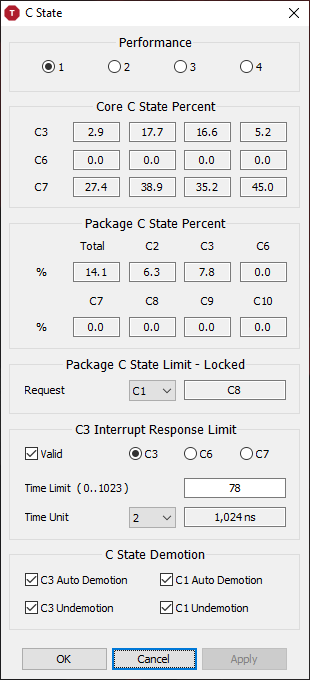 T C State
Performance
1 2 3 4
Core C State Percent
C3 2.9 17.7 16.6 5.2
C6 0.0 0.0 0.0 0.0
C7 27.4 38.9 35.2 45.0
Package C State Percent
Total C2 C3 C6
% 14.1 6.3 7.8 0.0
C7 C8 C9 C10
% 0.0 0.0 0.0 0.0
Package C State Limit - Locked
Request C1 C8
C3 Interrupt Response Limit
Valid C3 C6 C7
Time Limit ( 0..1023 ) 78
Time Unit 2 1,024 ns
C State Demotion
C3 Auto Demotion C1 Auto Demotion
C3 Undemotion C1 Undemotion
OK Cancel Apply